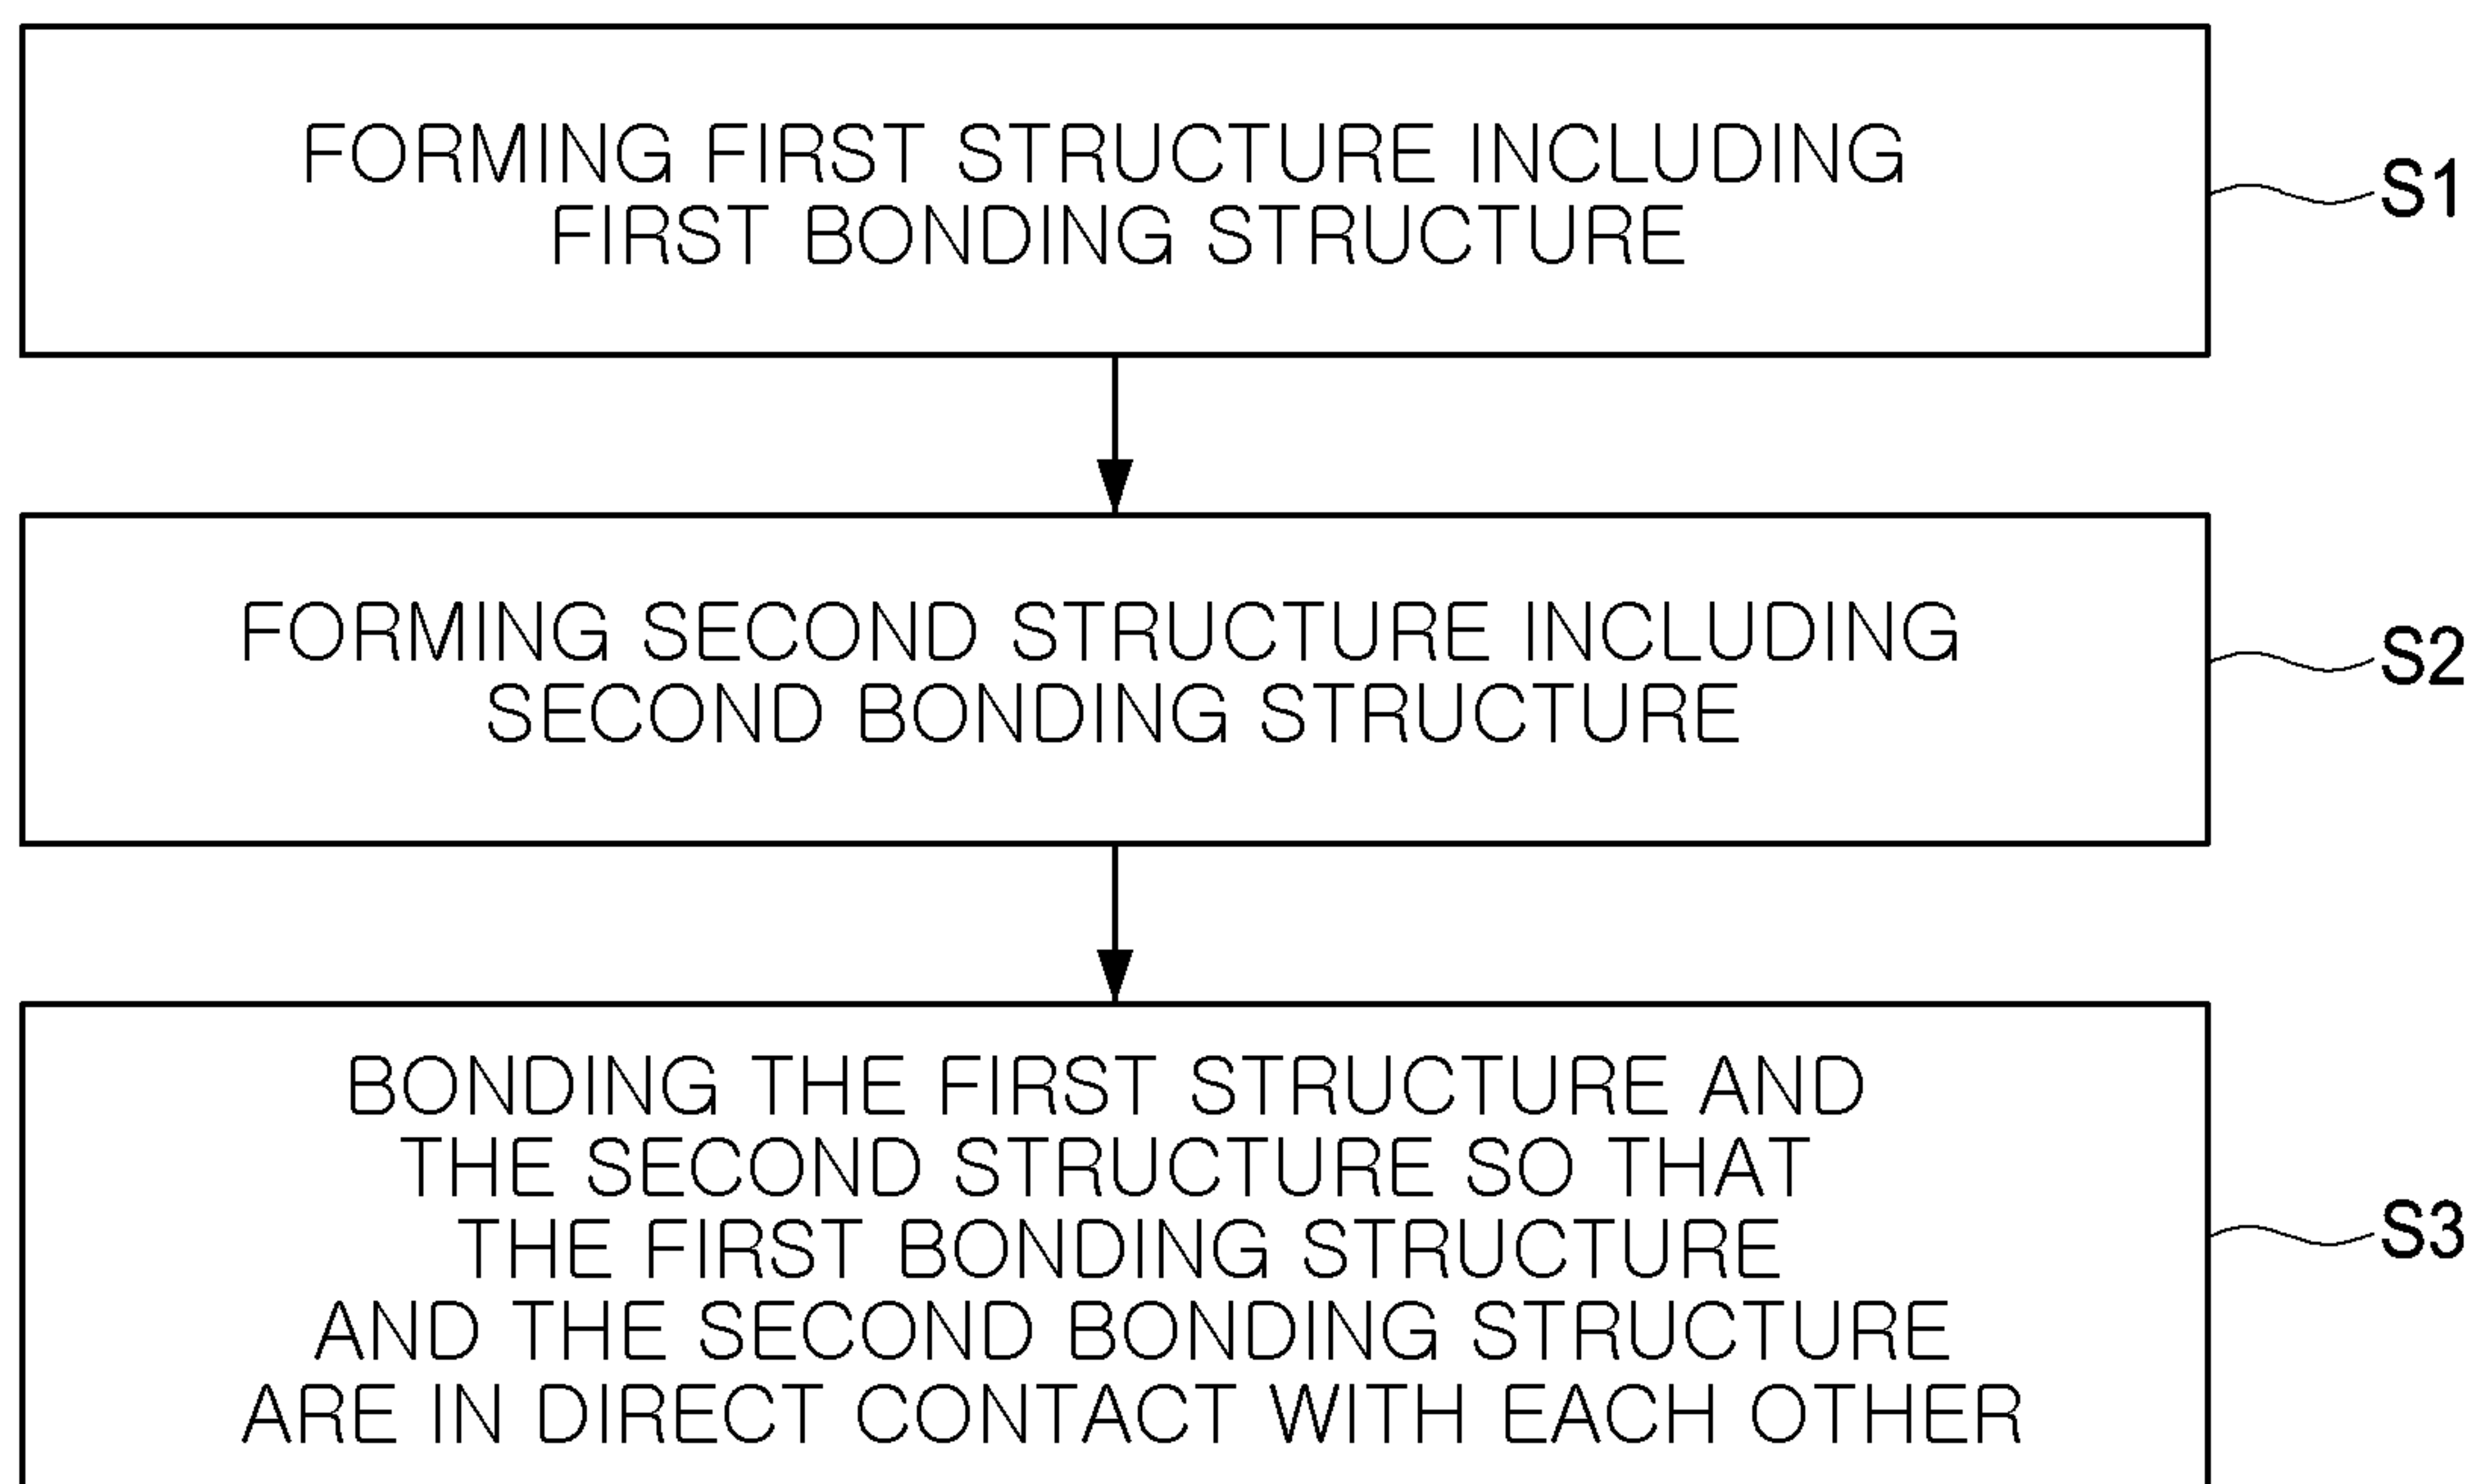 FORMING FIRST STRUCTURE INCLUDING
FIRST BONDING STRUCTURE
S1
FORMING SECOND STRUCTURE INCLUDING
SECOND BONDING STRUCTURE
S2
BONDING THE FIRST STRUCTURE AND
THE SECOND STRUCTURE SO THAT
THE FIRST BONDING STRUCTURE
AND THE SECOND BONDING STRUCTURE
ARE IN DIRECT CONTACT WITH EACH OTHER
S3